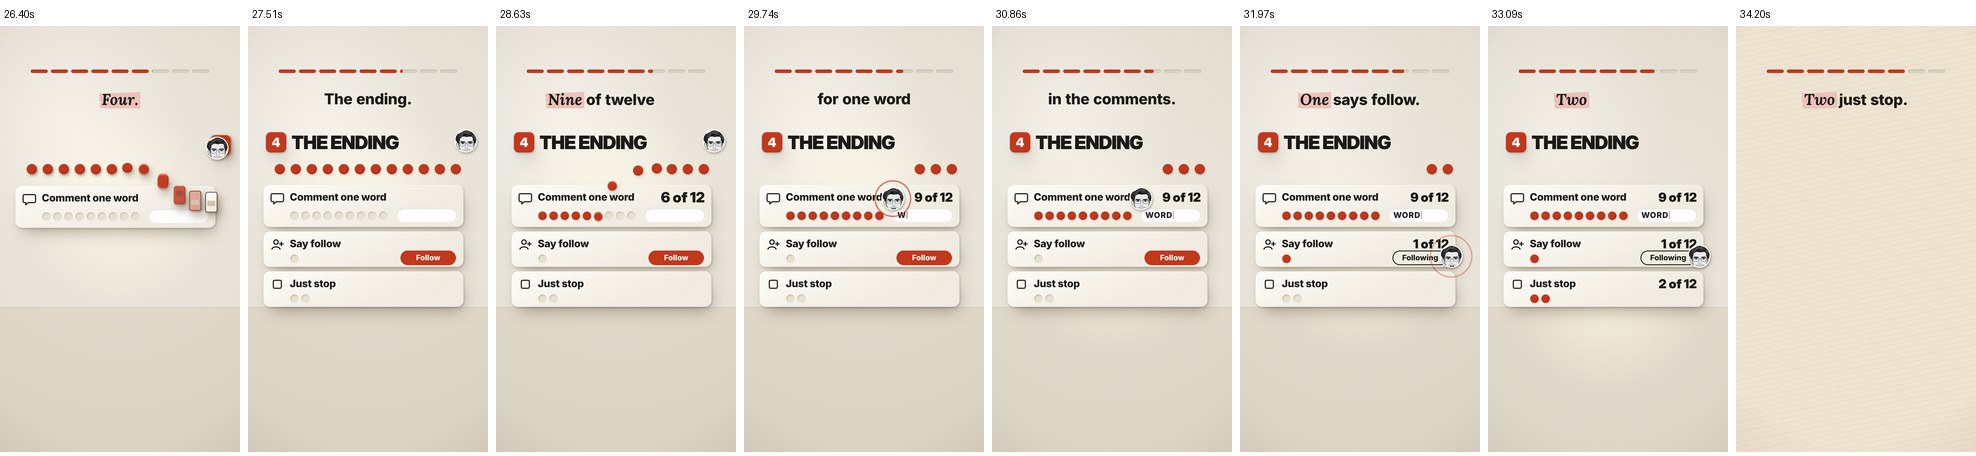 26.40s
Four.
Comment one word
27.51s
The ending.
4 THE ENDING
Comment one word
Say follow
Follow
Just stop
28.63s
Nine of twelve
4 THE ENDING
Comment one word
6 of 12
Say follow
Follow
Just stop
29.74s
for one word
4 THE ENDING
Comment one word
9 of 12
W
Say follow
Follow
Just stop
30.86s
in the comments.
4 THE ENDING
Comment one word
9 of 12
WORD
Say follow
Follow
Just stop
31.97s
One says follow.
4 THE ENDING
Comment one word
9 of 12
WORD
Say follow
1 of 12
Following
Just stop
33.09s
Two
4 THE ENDING
Comment one word
9 of 12
WORD
Say follow
1 of 12
Following
Just stop
2 of 12
34.20s
Two just stop.